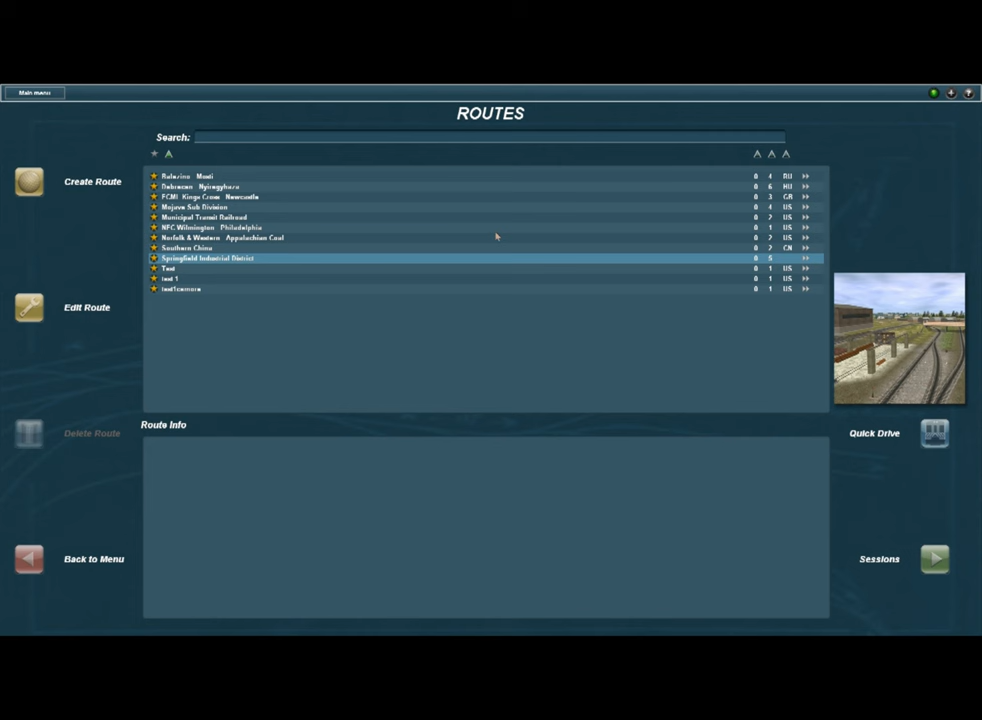 Main menu
ROUTES
Search:
Create Route
Balezino Mosti 0 4 RU
Debrecen Nyiregyhaza 0 6 HU
ECML Kings Cross Newcastle 0 3 GR
Mojave Sub Division 0 4 US
Municipal Transit Railroad 0 2 US
NEC Wilmington Philadelphia 0 1 US
Norfolk & Western Appalachian Coal 0 2 US
Southern China 0 2 CN
Springfield Industrial District 0 5
Test 0 1 US
test 1 0 1 US
0 1 US
Edit Route
Route Info
Delete Route
Quick Drive
Back to Menu
Sessions